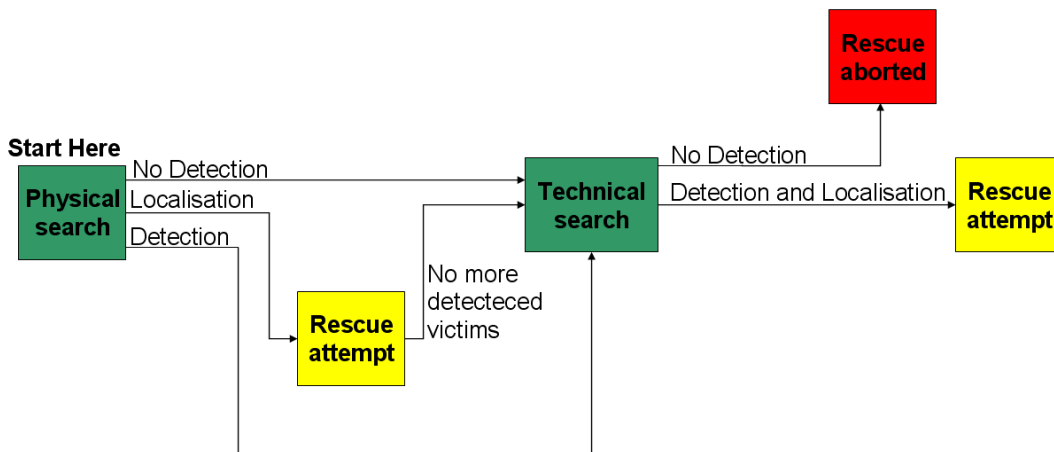 Rescue
aborted
Start Here
No Detection
No Detection
Physical
search
Localisation
Technical
search
Detection and Localisation
Rescue
attempt
Detection
No more
detecteced
victims
Rescue
attempt